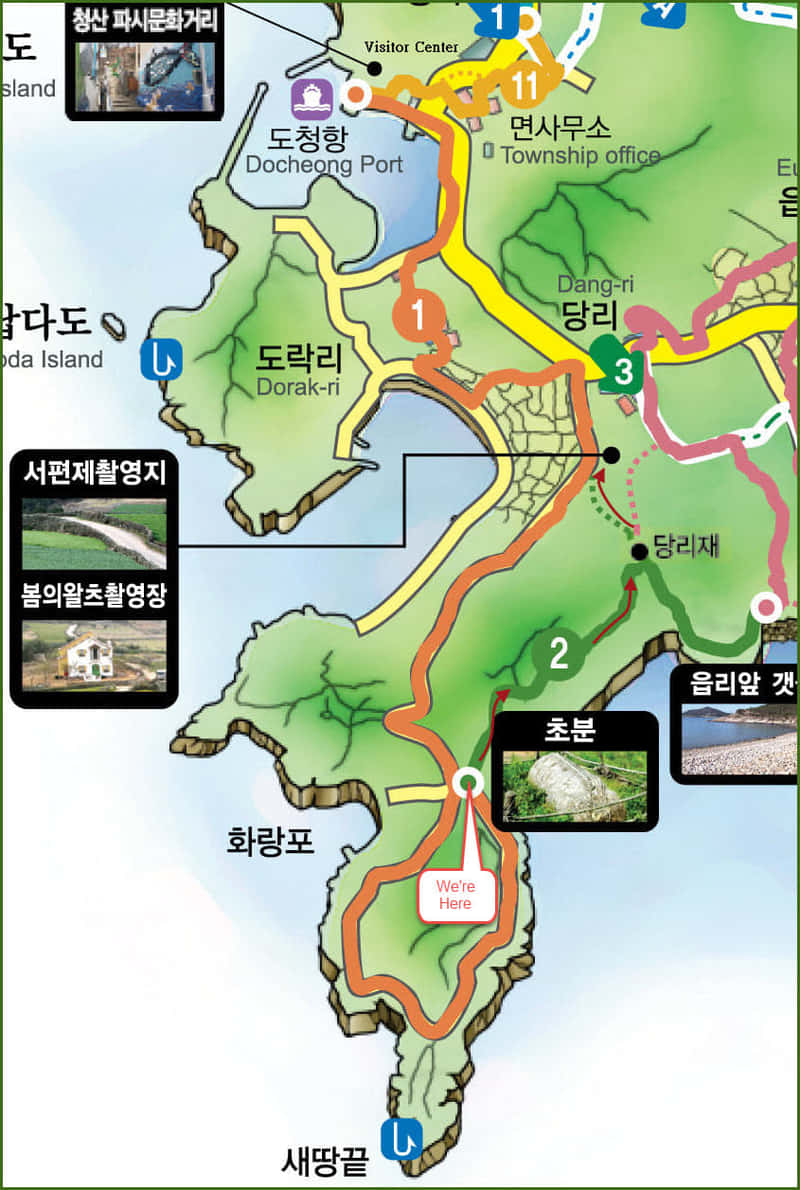 청산 파시문화거리
Visitor Center
1
11
도
sland
도청항
Docheong Port
면사무소
Township office
Eu
읍
Dang-ri
당리
3
1
다도
oda Island
도락리
Dorak-ri
서편제촬영지
봄의왈츠촬영장
당리재
2
읍리앞 갯
초분
화랑포
We're
Here
새땅끝